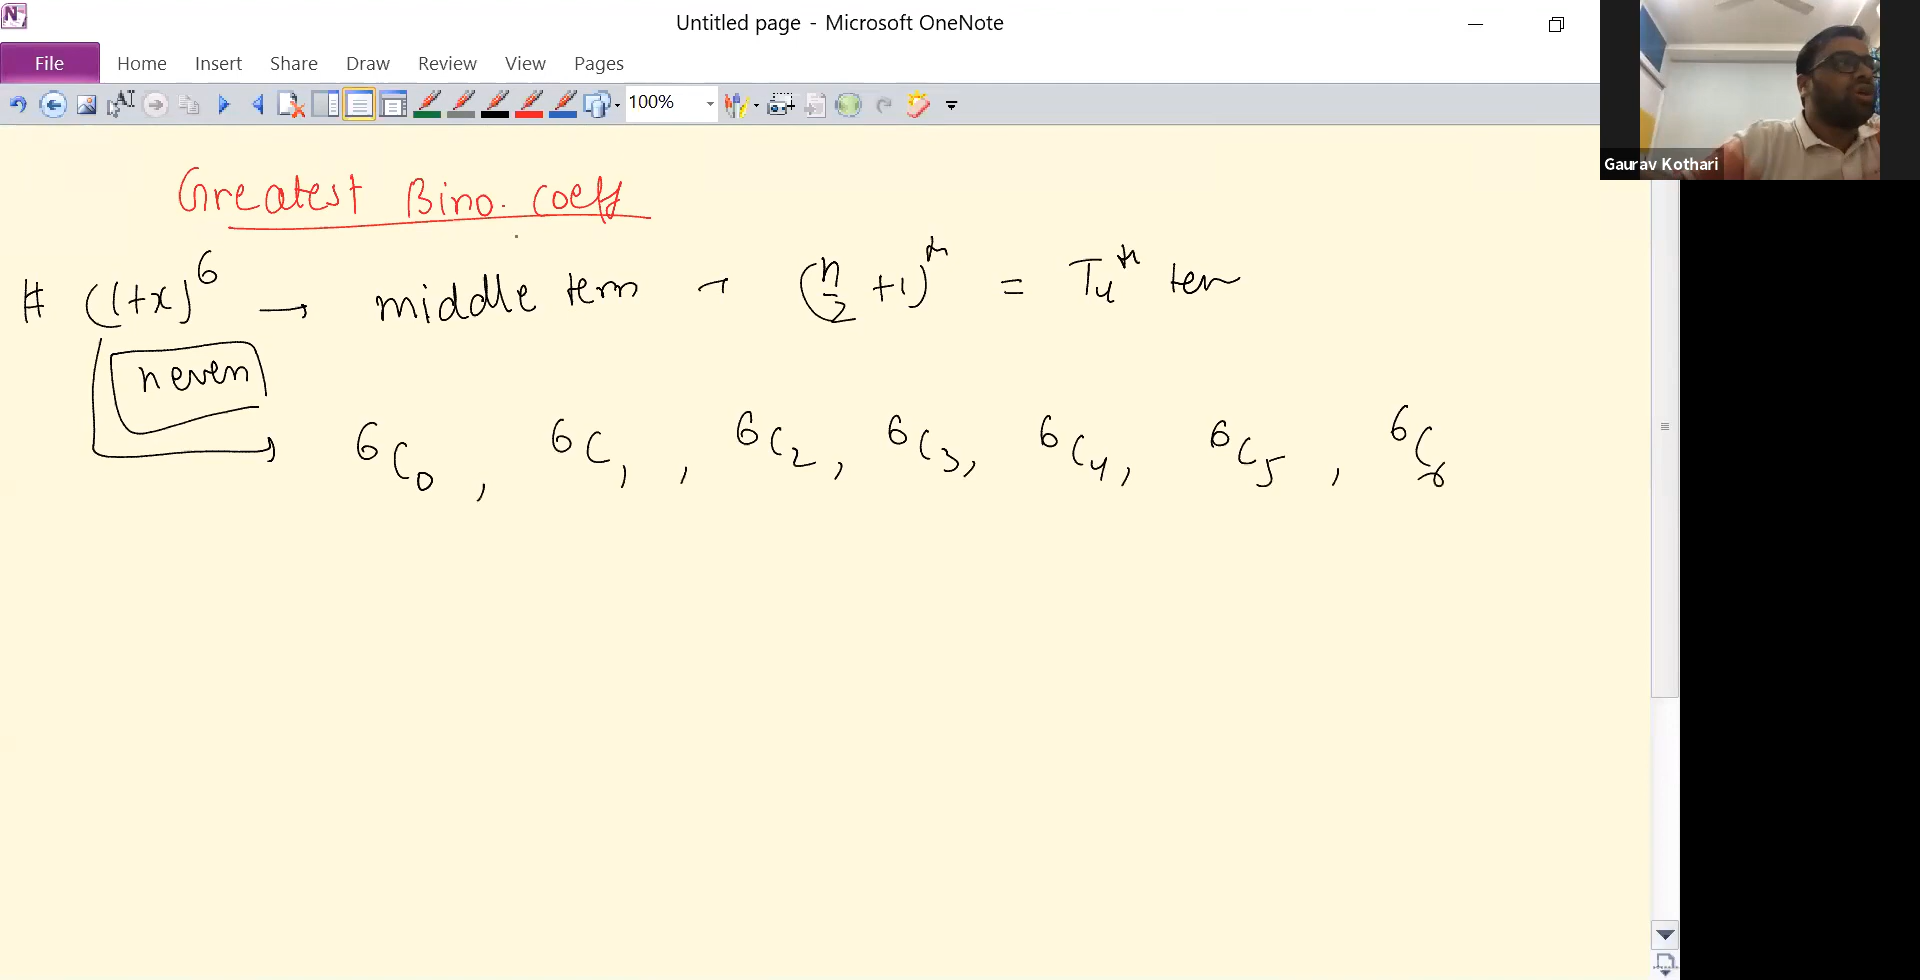 Untitled page - Microsoft OneNote
File Home Insert Share Draw Review View Pages
100%
Gaurav Kothari
Greatest Bino. coeff
# (1+x)^6 → middle term → (n/2 +1)^th = T₄^th ter
n even
⁶C₀ , ⁶C₁ , ⁶C₂ , ⁶C₃, ⁶C₄, ⁶C₅ , ⁶C₆